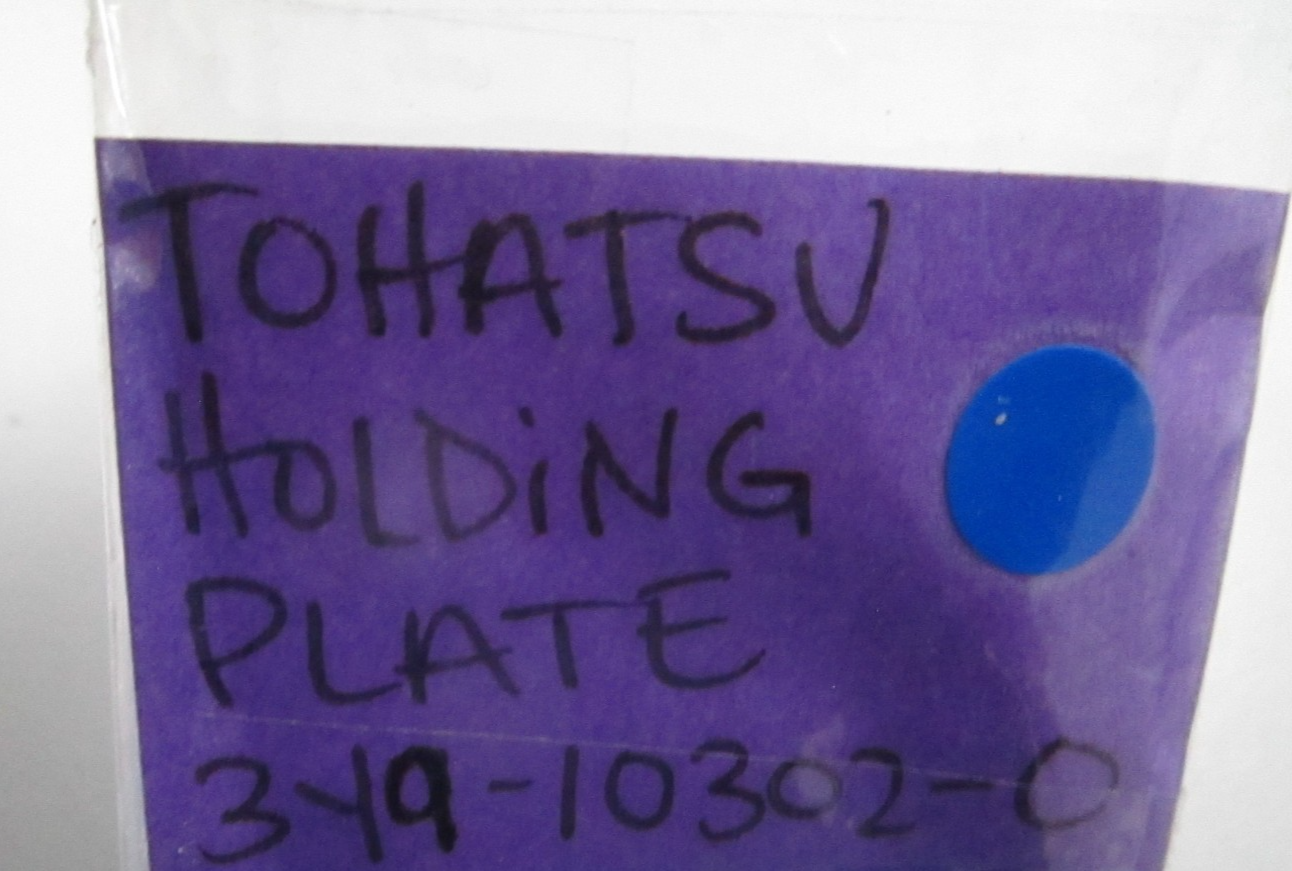 TOHATSU
HOLDiNG
PLATE
349-10302-0